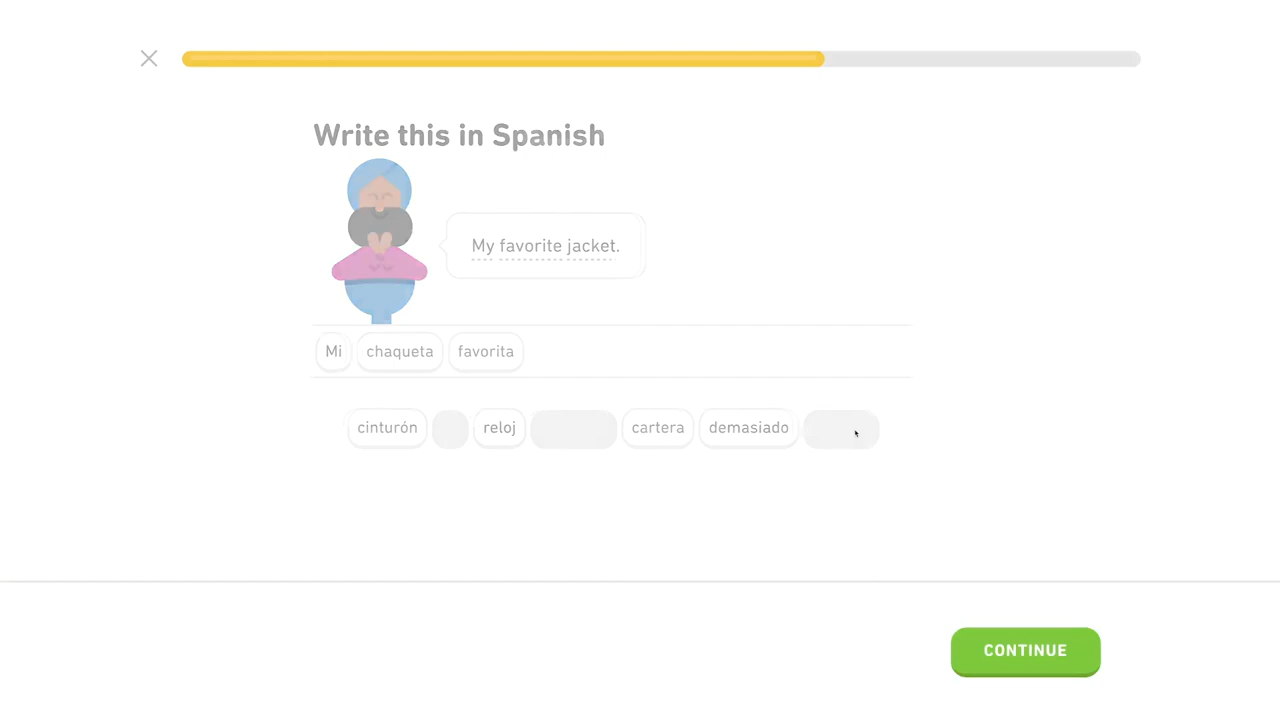 Write this in Spanish
My favorite jacket.
Mi chaqueta favorita
cinturón reloj cartera demasiado
CONTINUE